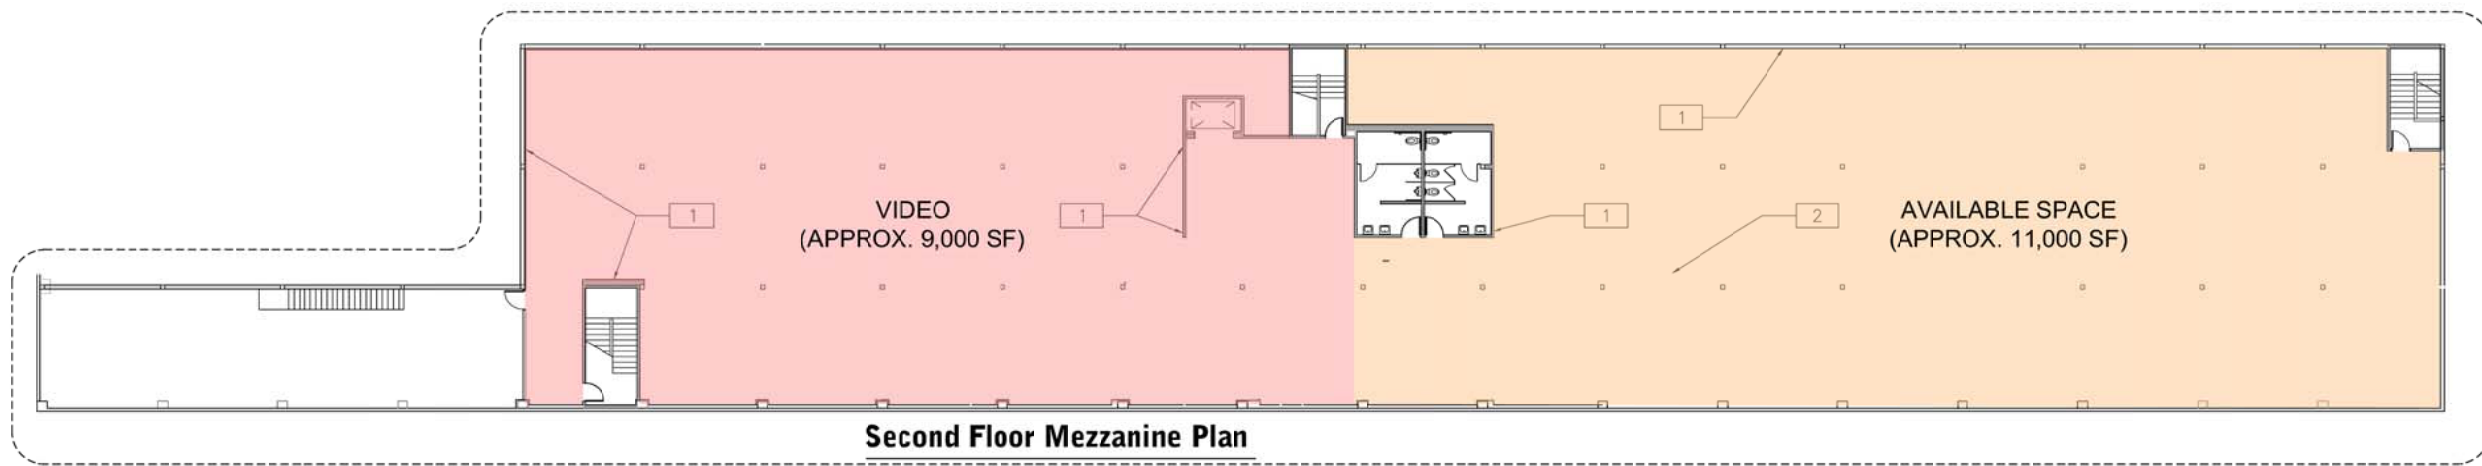 1
1
VIDEO
(APPROX. 9,000 SF)
1
1
2
AVAILABLE SPACE
(APPROX. 11,000 SF)
Second Floor Mezzanine Plan